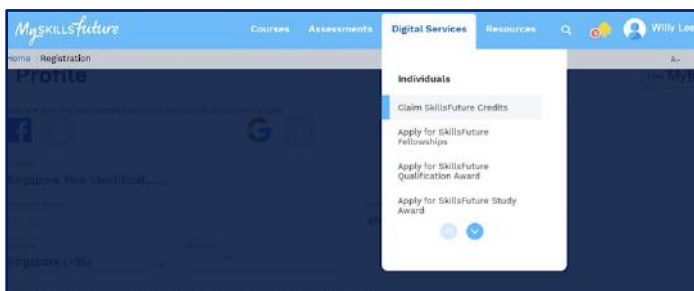 MySKILLSfuture
Courses Assessments Digital Services Resources Willy Lee
Home Registration A-
Profile
Individuals
Claim SkillsFuture Credits
Apply for SkillsFuture
Fellowships
Apply for SkillsFuture
Qualification Award
Apply for SkillsFuture Study
Award
Singapore Pink Identificat...
Singapore (+65)